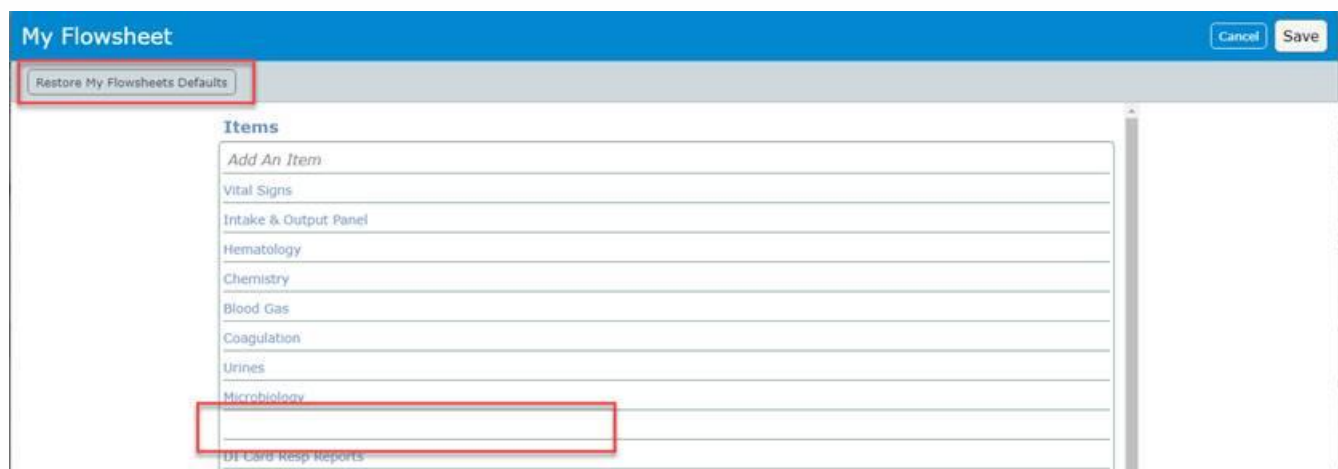 My Flowsheet
Cancel
Save
Restore My Flowsheets Defaults
Items
Add An Item
Vital Signs
Intake & Output Panel
Hematology
Chemistry
Blood Gas
Coagulation
Urines
Microbiology
DI Card Resp Reports